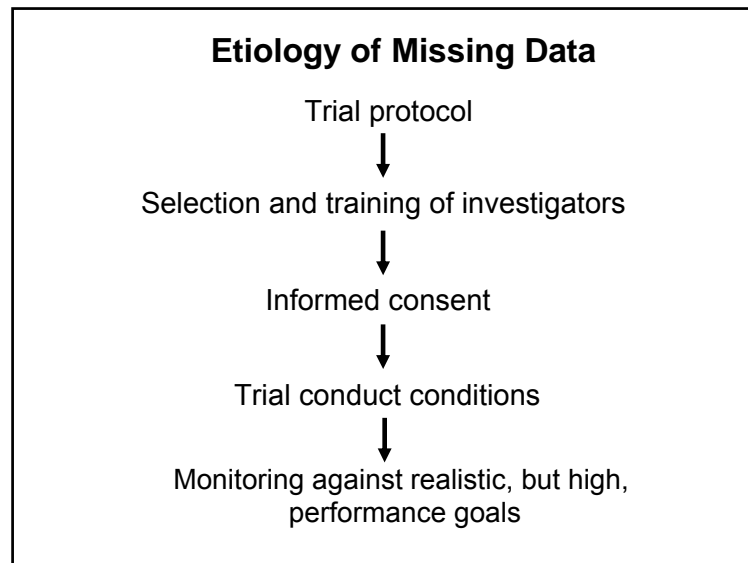 Etiology of Missing Data
Trial protocol
Selection and training of investigators
Informed consent
Trial conduct conditions
Monitoring against realistic, but high,
performance goals